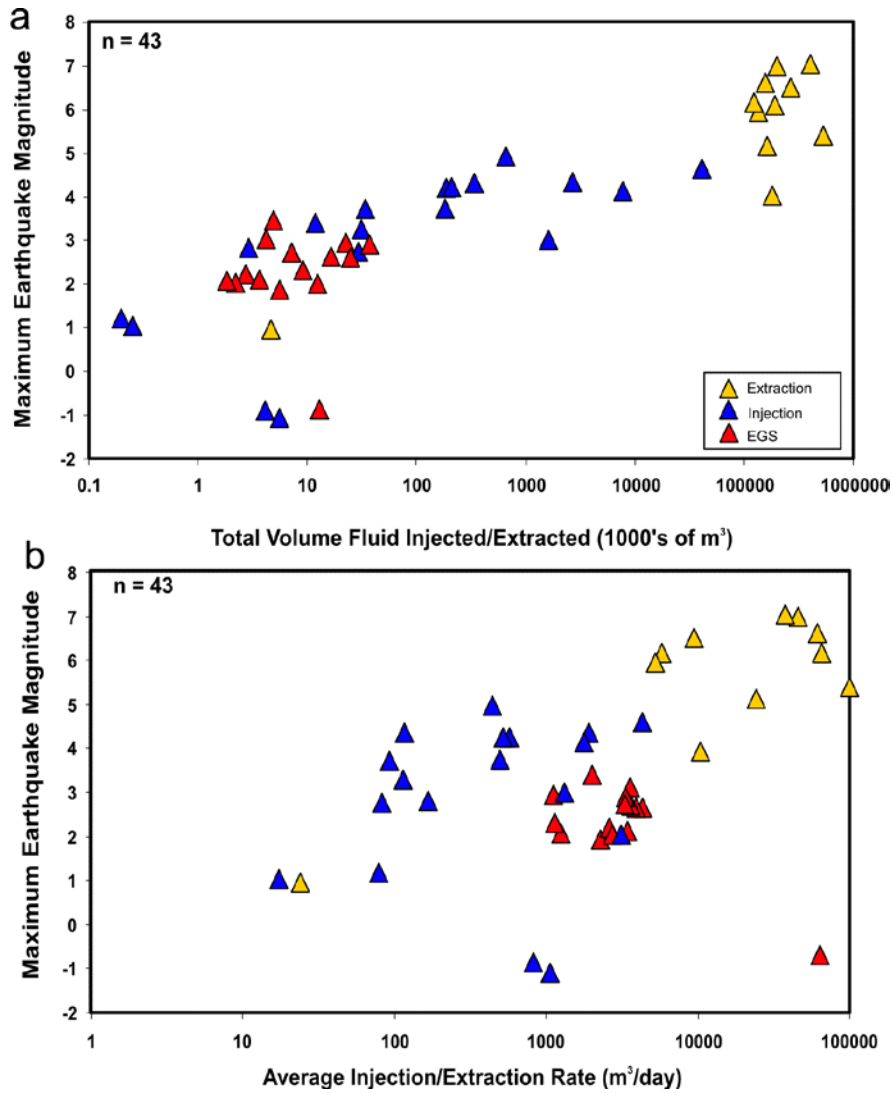 a
n = 43
Maximum Earthquake Magnitude
8
7
6
5
4
3
2
1
0
-1
-2
Extraction
Injection
EGS
0.1 1 10 100 1000 10000 100000 1000000
Total Volume Fluid Injected/Extracted (1000's of m³)
b
n = 43
Maximum Earthquake Magnitude
8
7
6
5
4
3
2
1
0
-1
-2
1 10 100 1000 10000 100000
Average Injection/Extraction Rate (m³/day)